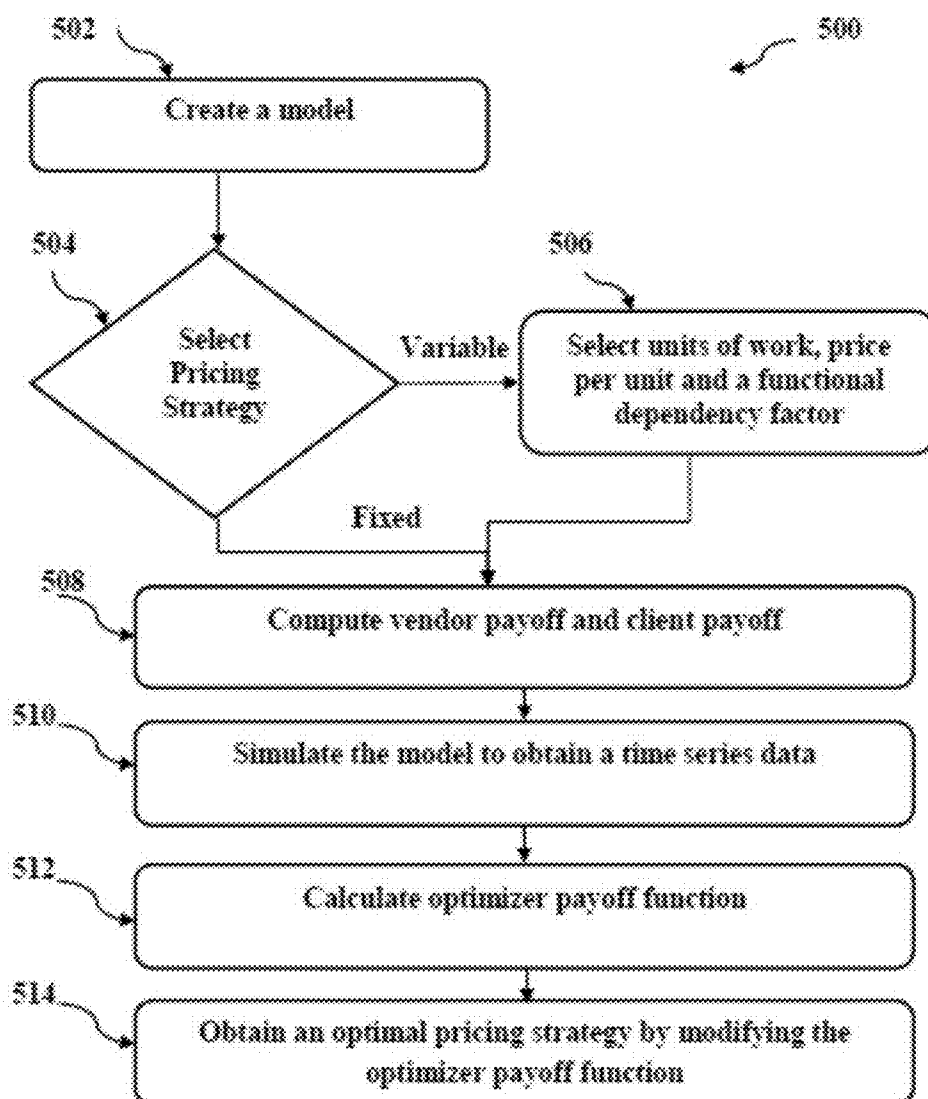 502
500
Create a model
504
506
Select
Pricing
Strategy
Variable
Select units of work, price
per unit and a functional
dependency factor
Fixed
508
Compute vendor payoff and client payoff
510
Simulate the model to obtain a time series data
512
Calculate optimizer payoff function
514
Obtain an optimal pricing strategy by modifying the
optimizer payoff function